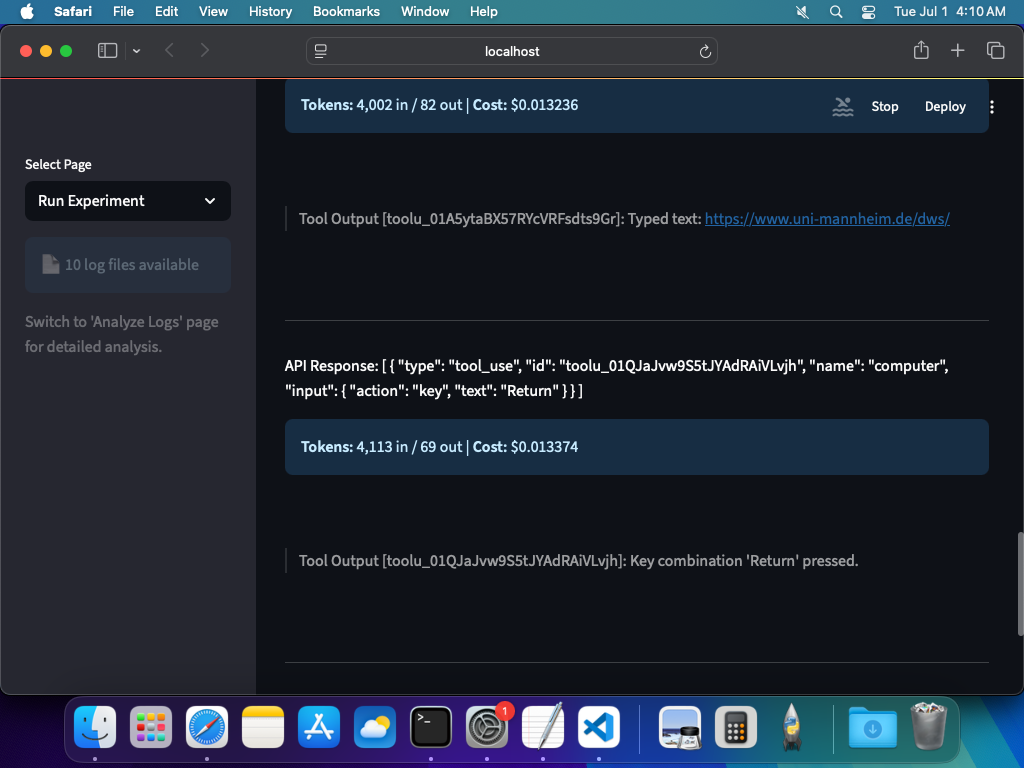 Safari File Edit View History Bookmarks Window Help Tue Jul 1 4:10 AM
localhost
Tokens: 4,002 in / 82 out | Cost: $0.013236
Stop Deploy
Select Page
Run Experiment
10 log files available
Switch to 'Analyze Logs' page
for detailed analysis.
Tool Output [toolu_01A5ytaBX57RYcVRFsdts9Gr]: Typed text: https://www.uni-mannheim.de/dws/
API Response: [ { "type": "tool_use", "id": "toolu_01QJaJvw9S5tJYAdRAiVLvjh", "name": "computer",
"input": { "action": "key", "text": "Return" } } ]
Tokens: 4,113 in / 69 out | Cost: $0.013374
Tool Output [toolu_01QJaJvw9S5tJYAdRAiVLvjh]: Key combination 'Return' pressed.
1